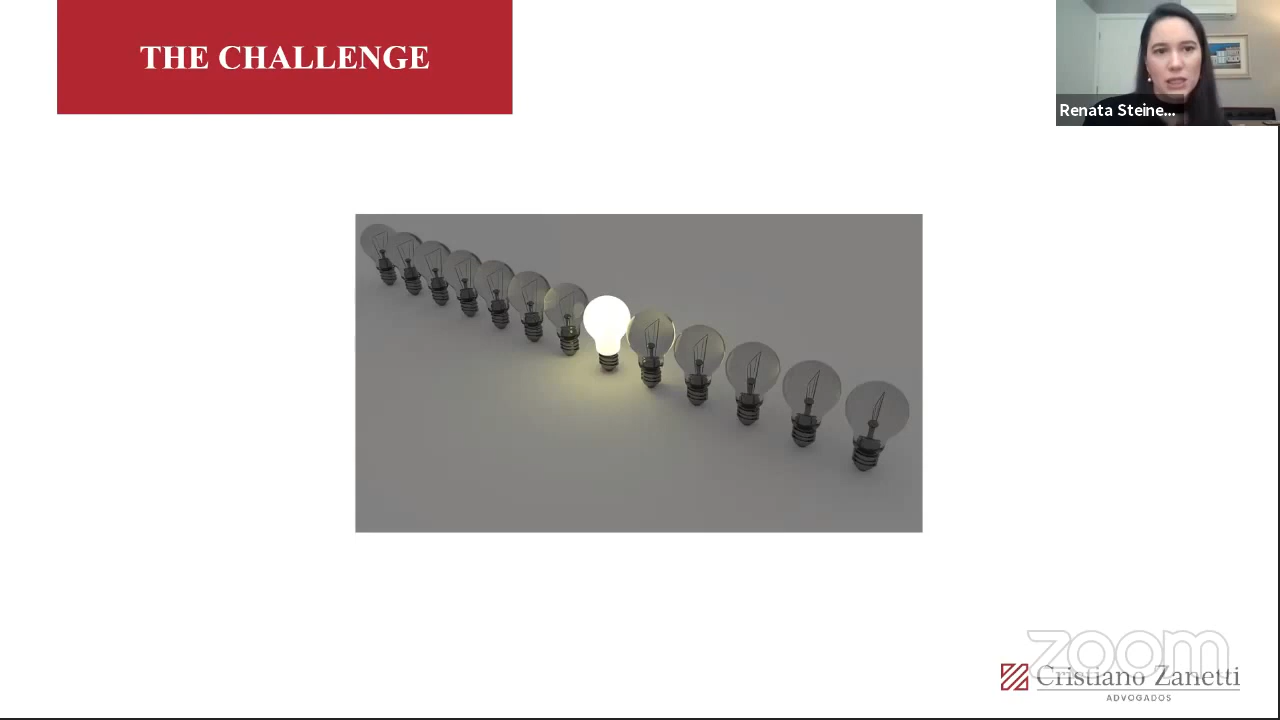 THE CHALLENGE
Renata Steine...
zoom
Cristiano Zanetti
ADVOGADOS